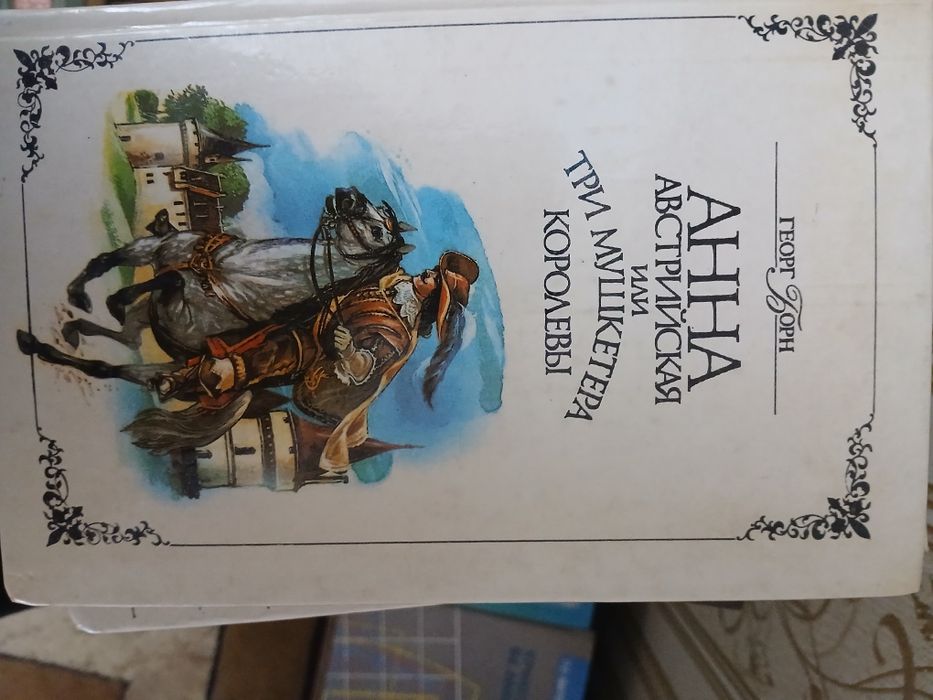 ГЕОРГ БОРН
АННА
АВСТРИЙСКАЯ
ИЛИ
ТРИ МУШКЕТЕРА
КОРОЛЕВЫ